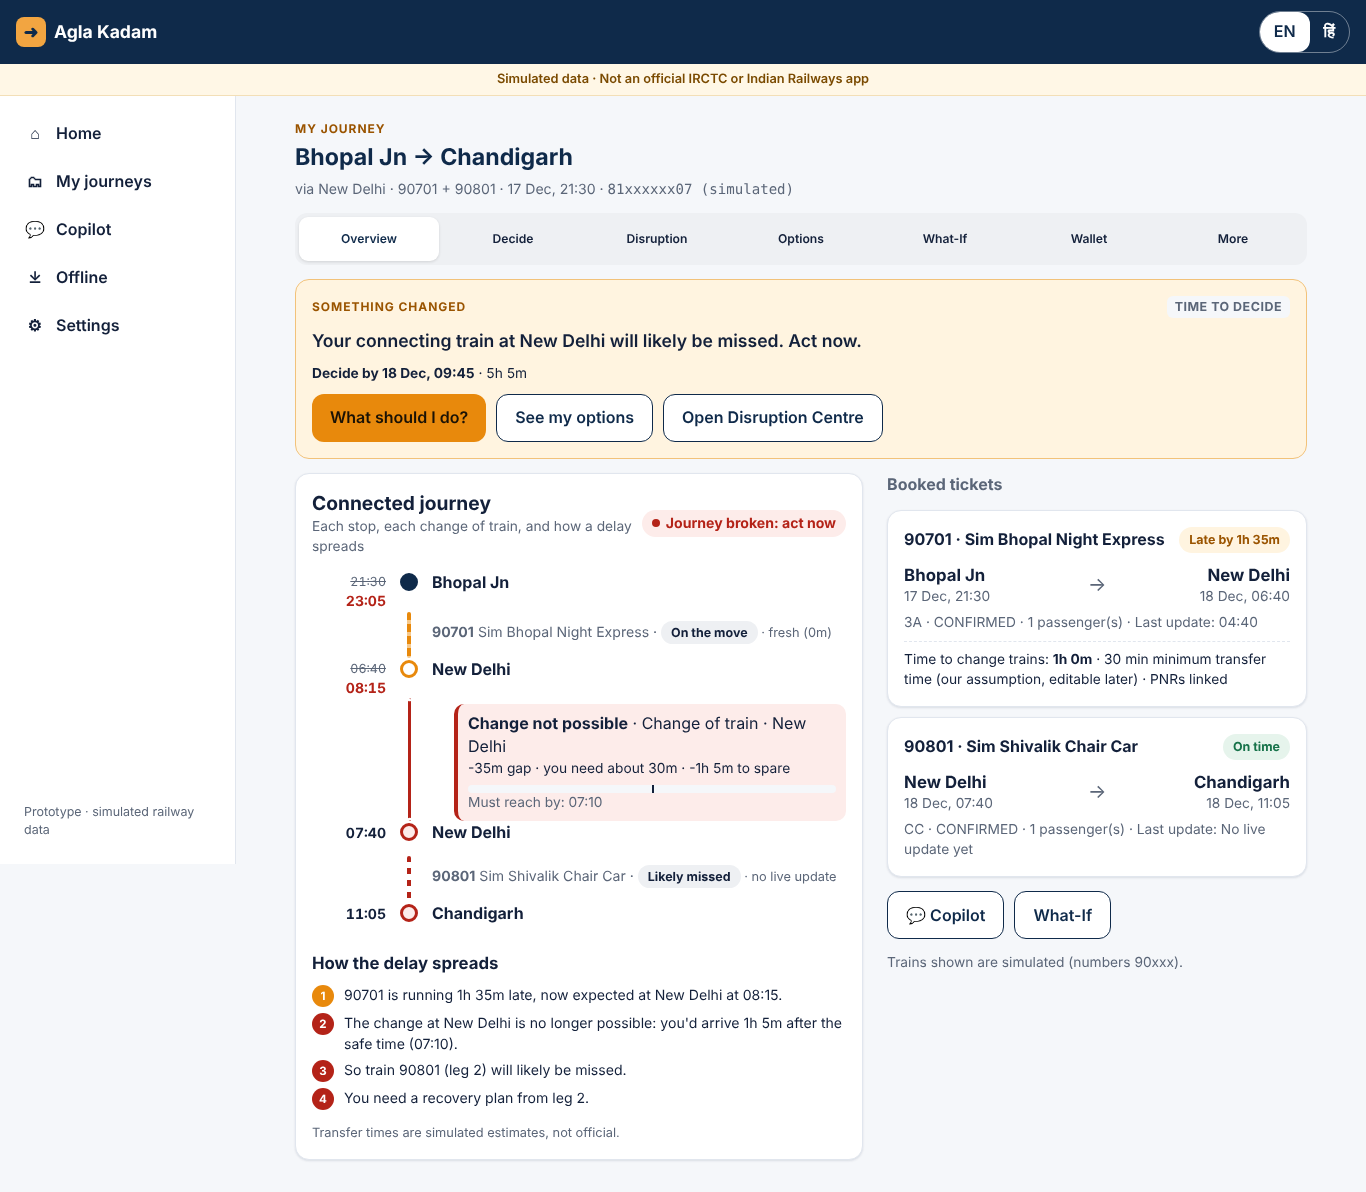 Agla Kadam
EN
हिं
Simulated data · Not an official IRCTC or Indian Railways app
Home
My journeys
Copilot
Offline
Settings
Prototype · simulated railway
data
MY JOURNEY
Bhopal Jn → Chandigarh
via New Delhi · 90701 + 90801 · 17 Dec, 21:30 · 81xxxxxx07 (simulated)
Overview
Decide
Disruption
Options
What-If
Wallet
More
SOMETHING CHANGED
TIME TO DECIDE
Your connecting train at New Delhi will likely be missed. Act now.
Decide by 18 Dec, 09:45 · 5h 5m
What should I do?
See my options
Open Disruption Centre
Connected journey
Each stop, each change of train, and how a delay
spreads
Journey broken: act now
21:30
23:05
Bhopal Jn
90701 Sim Bhopal Night Express · On the move · fresh (0m)
06:40
08:15
New Delhi
Change not possible · Change of train · New
Delhi
-35m gap · you need about 30m · -1h 5m to spare
Must reach by: 07:10
07:40
New Delhi
90801 Sim Shivalik Chair Car · Likely missed · no live update
11:05
Chandigarh
How the delay spreads
1 90701 is running 1h 35m late, now expected at New Delhi at 08:15.
2 The change at New Delhi is no longer possible: you'd arrive 1h 5m after the
safe time (07:10).
3 So train 90801 (leg 2) will likely be missed.
4 You need a recovery plan from leg 2.
Transfer times are simulated estimates, not official.
Booked tickets
90701 · Sim Bhopal Night Express
Late by 1h 35m
Bhopal Jn → New Delhi
17 Dec, 21:30
18 Dec, 06:40
3A · CONFIRMED · 1 passenger(s) · Last update: 04:40
Time to change trains: 1h 0m · 30 min minimum transfer
time (our assumption, editable later) · PNRs linked
90801 · Sim Shivalik Chair Car
On time
New Delhi → Chandigarh
18 Dec, 07:40
18 Dec, 11:05
CC · CONFIRMED · 1 passenger(s) · Last update: No live
update yet
Copilot
What-If
Trains shown are simulated (numbers 90xxx).